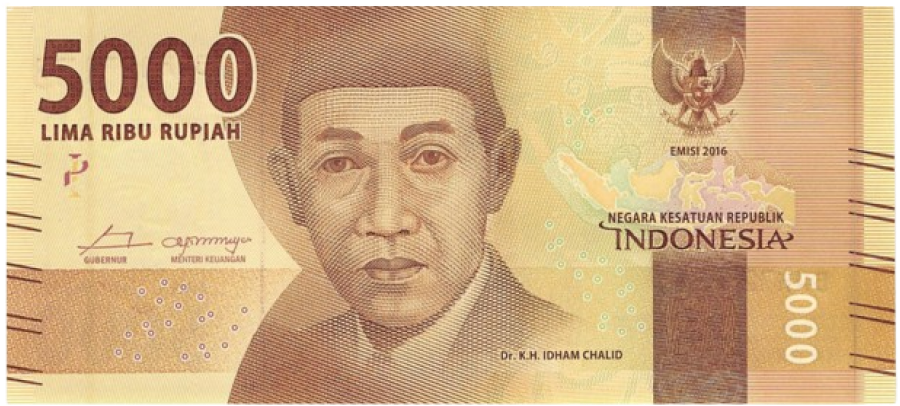 5000
LIMA RIBU RUPIAH
EMISI 2016
NEGARA KESATUAN REPUBLIK
INDONESIA
GUBERNUR
MENTERI KEUANGAN
5000
Dr. K.H. IDHAM CHALID